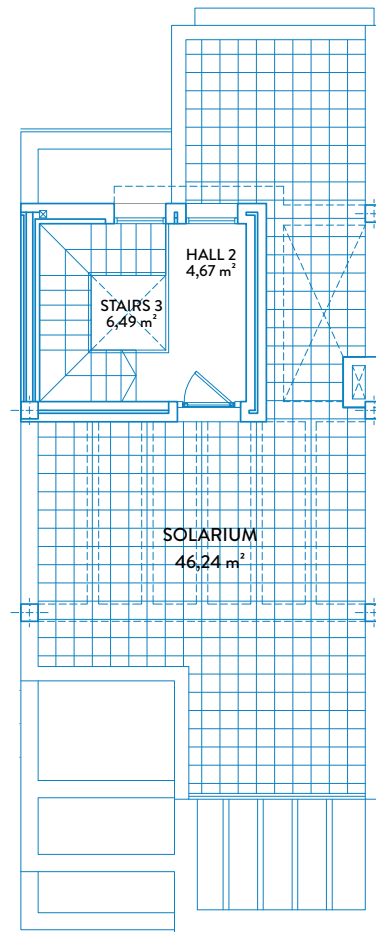 HALL 2
4,67 m²
STAIRS 3
6,49 m²
SOLARIUM
46,24 m²